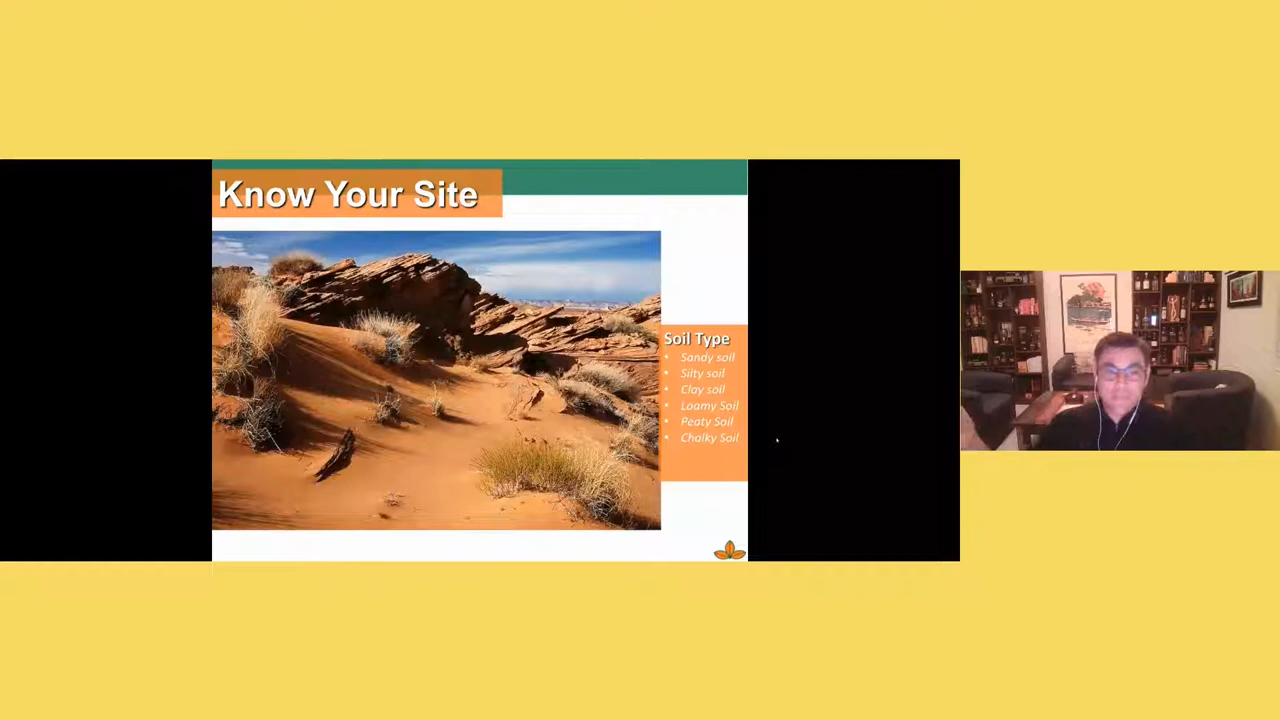 Know Your Site
Soil Type
• Sandy soil
• Silty soil
• Clay soil
• Loamy Soil
• Peaty Soil
• Chalky Soil